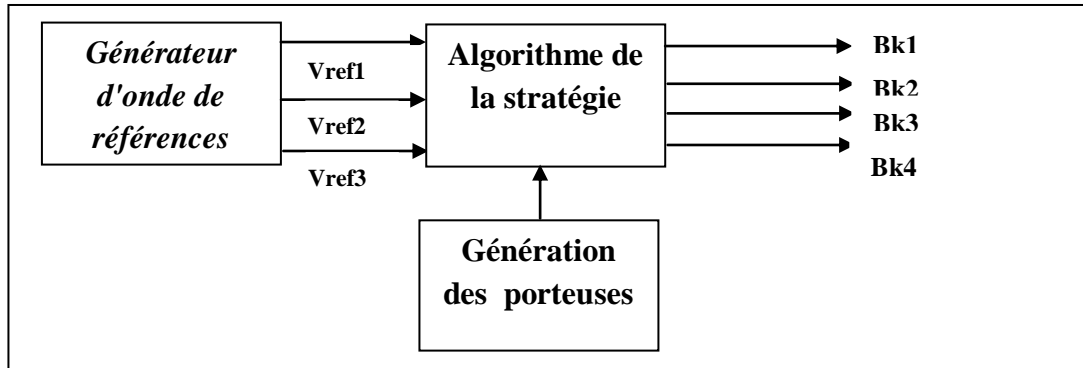 Générateur
d'onde de
références
Vref1
Vref2
Vref3
Algorithme de
la stratégie
Bk1
Bk2
Bk3
Bk4
Génération
des porteuses